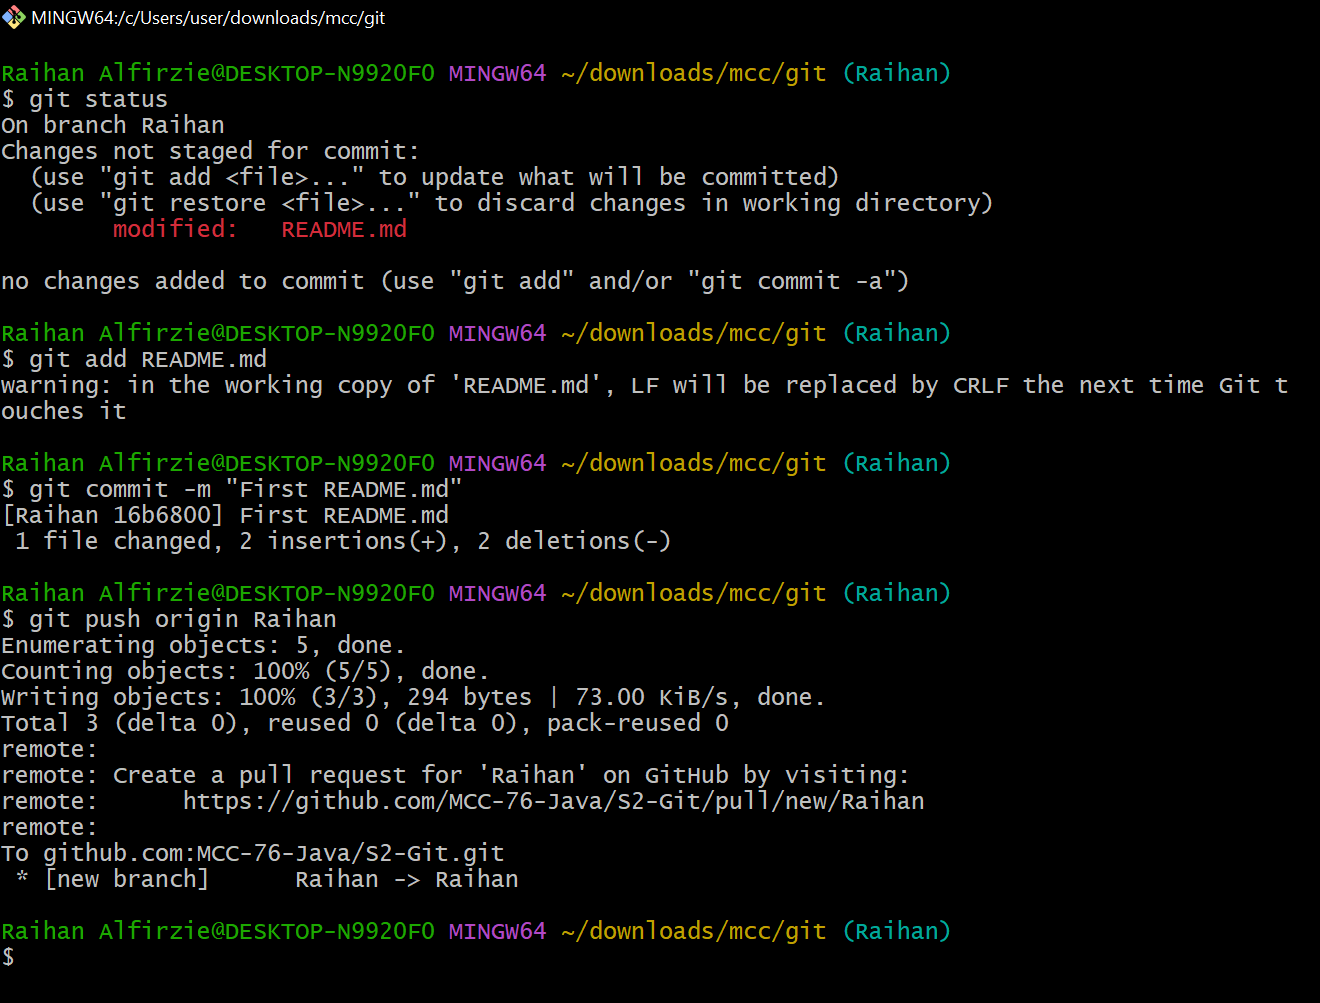 MINGW64:/c/Users/user/downloads/mcc/git
Raihan Alfirzie@DESKTOP-N992OFO MINGW64 ~/downloads/mcc/git (Raihan)
$ git status
On branch Raihan
Changes not staged for commit:
  (use "git add <file>..." to update what will be committed)
  (use "git restore <file>..." to discard changes in working directory)
        modified:   README.md
no changes added to commit (use "git add" and/or "git commit -a")
Raihan Alfirzie@DESKTOP-N992OFO MINGW64 ~/downloads/mcc/git (Raihan)
$ git add README.md
warning: in the working copy of 'README.md', LF will be replaced by CRLF the next time Git t
ouches it
Raihan Alfirzie@DESKTOP-N992OFO MINGW64 ~/downloads/mcc/git (Raihan)
$ git commit -m "First README.md"
[Raihan 16b6800] First README.md
 1 file changed, 2 insertions(+), 2 deletions(-)
Raihan Alfirzie@DESKTOP-N992OFO MINGW64 ~/downloads/mcc/git (Raihan)
$ git push origin Raihan
Enumerating objects: 5, done.
Counting objects: 100% (5/5), done.
Writing objects: 100% (3/3), 294 bytes | 73.00 KiB/s, done.
Total 3 (delta 0), reused 0 (delta 0), pack-reused 0
remote:
remote: Create a pull request for 'Raihan' on GitHub by visiting:
remote:      https://github.com/MCC-76-Java/S2-Git/pull/new/Raihan
remote:
To github.com:MCC-76-Java/S2-Git.git
 * [new branch]      Raihan -> Raihan
Raihan Alfirzie@DESKTOP-N992OFO MINGW64 ~/downloads/mcc/git (Raihan)
$